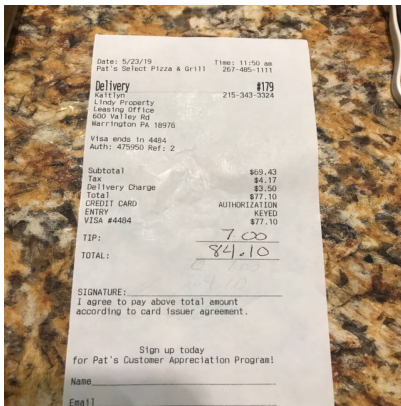 Date: 5/23/19 Time: 11:50 am
Pat's Select Pizza & Grill 267-485-1111
Delivery #179
Kaitlyn 215-343-3324
Lindy Property
Leasing Office
600 Valley Rd
Warrington PA 18976
Visa ends in 4484
Auth: 475950 Ref: 2
Subtotal $69.43
Tax $4.17
Delivery Charge $3.50
Total $77.10
CREDIT CARD AUTHORIZATION
ENTRY KEYED
VISA #4484 $77.10
TIP: 7.00
TOTAL: 84.10
SIGNATURE:
I agree to pay above total amount
according to card issuer agreement.
Sign up today
for Pat's Customer Appreciation Program!
Name
Email